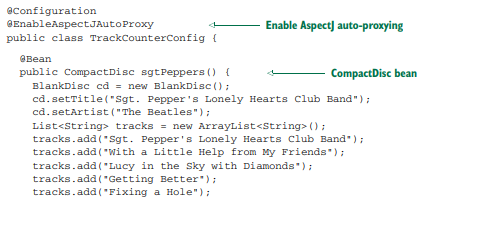 @Configuration
@EnableAspectJAutoProxy Enable AspectJ auto-proxying
public class TrackCounterConfig {
@Bean
public CompactDisc sgtPeppers() { CompactDisc bean
BlankDisc cd = new BlankDisc();
cd.setTitle("Sgt. Pepper's Lonely Hearts Club Band");
cd.setArtist("The Beatles");
List<String> tracks = new ArrayList<String>();
tracks.add("Sgt. Pepper's Lonely Hearts Club Band");
tracks.add("With a Little Help from My Friends");
tracks.add("Lucy in the Sky with Diamonds");
tracks.add("Getting Better");
tracks.add("Fixing a Hole");